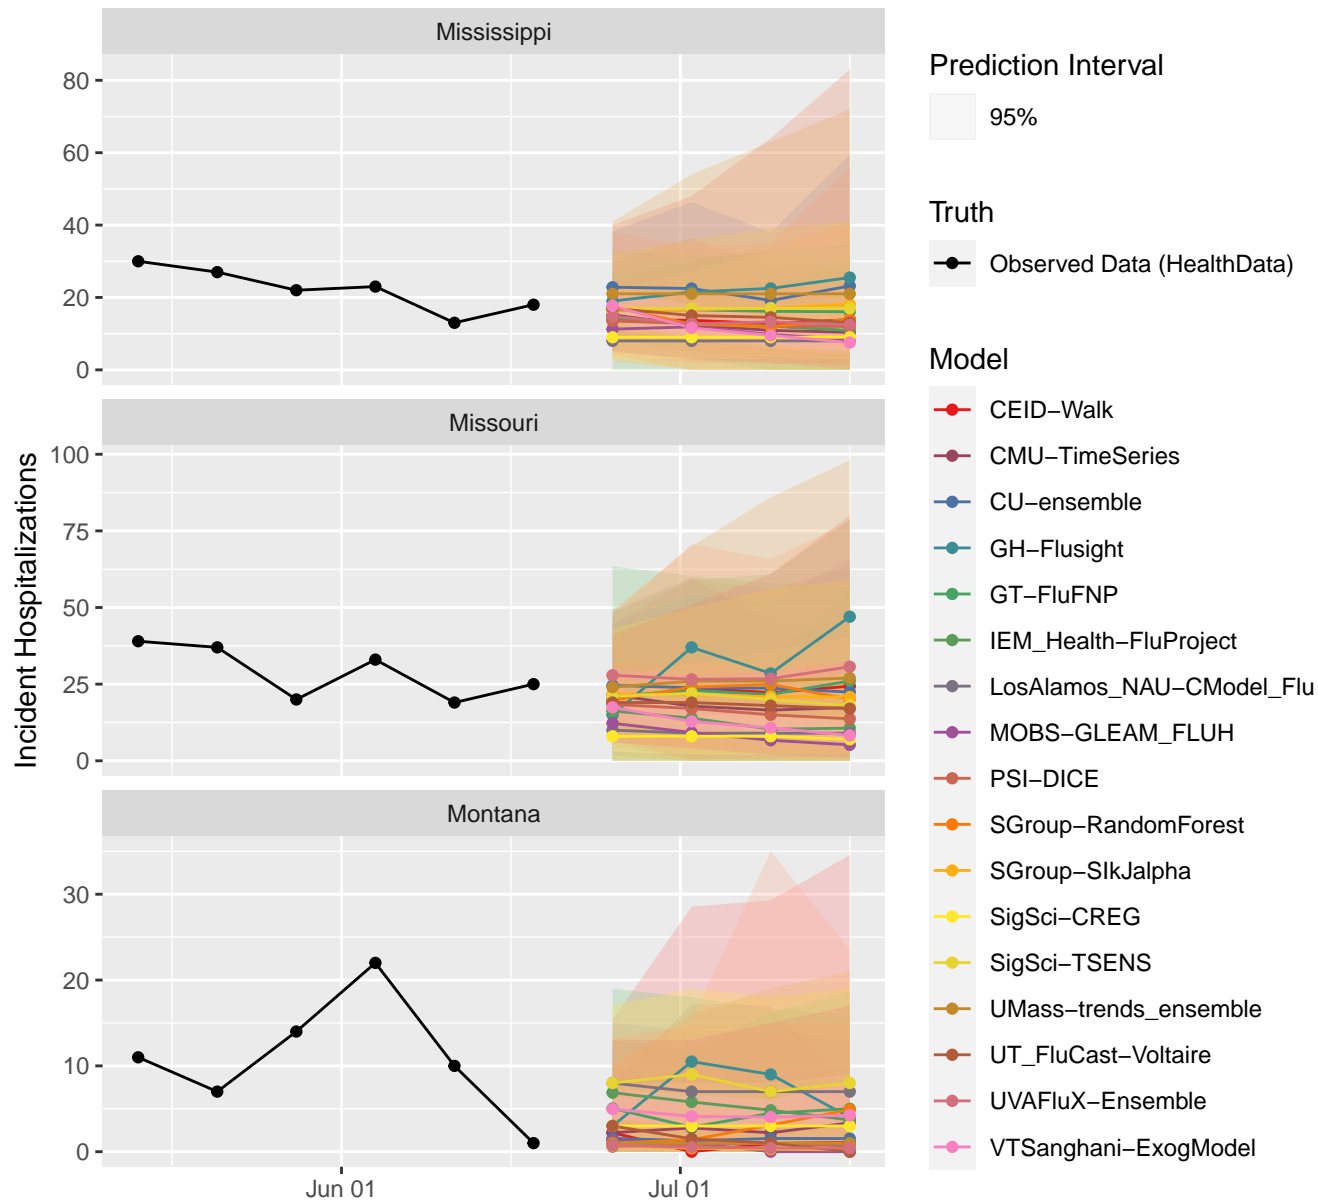 Mississippi
80
60
40
20
0
Missouri
100
75
50
25
0
Montana
30
20
10
0
Jun 01
Jul 01
Incident Hospitalizations
Prediction Interval
95%
Truth
Observed Data (HealthData)
Model
CEID−Walk
CMU−TimeSeries
CU−ensemble
GH−Flusight
GT−FluFNP
IEM_Health−FluProject
LosAlamos_NAU−CModel_Flu
MOBS−GLEAM_FLUH
PSI−DICE
SGroup−RandomForest
SGroup−SIkJalpha
SigSci−CREG
SigSci−TSENS
UMass−trends_ensemble
UT_FluCast−Voltaire
UVAFluX−Ensemble
VTSanghani−ExogModel